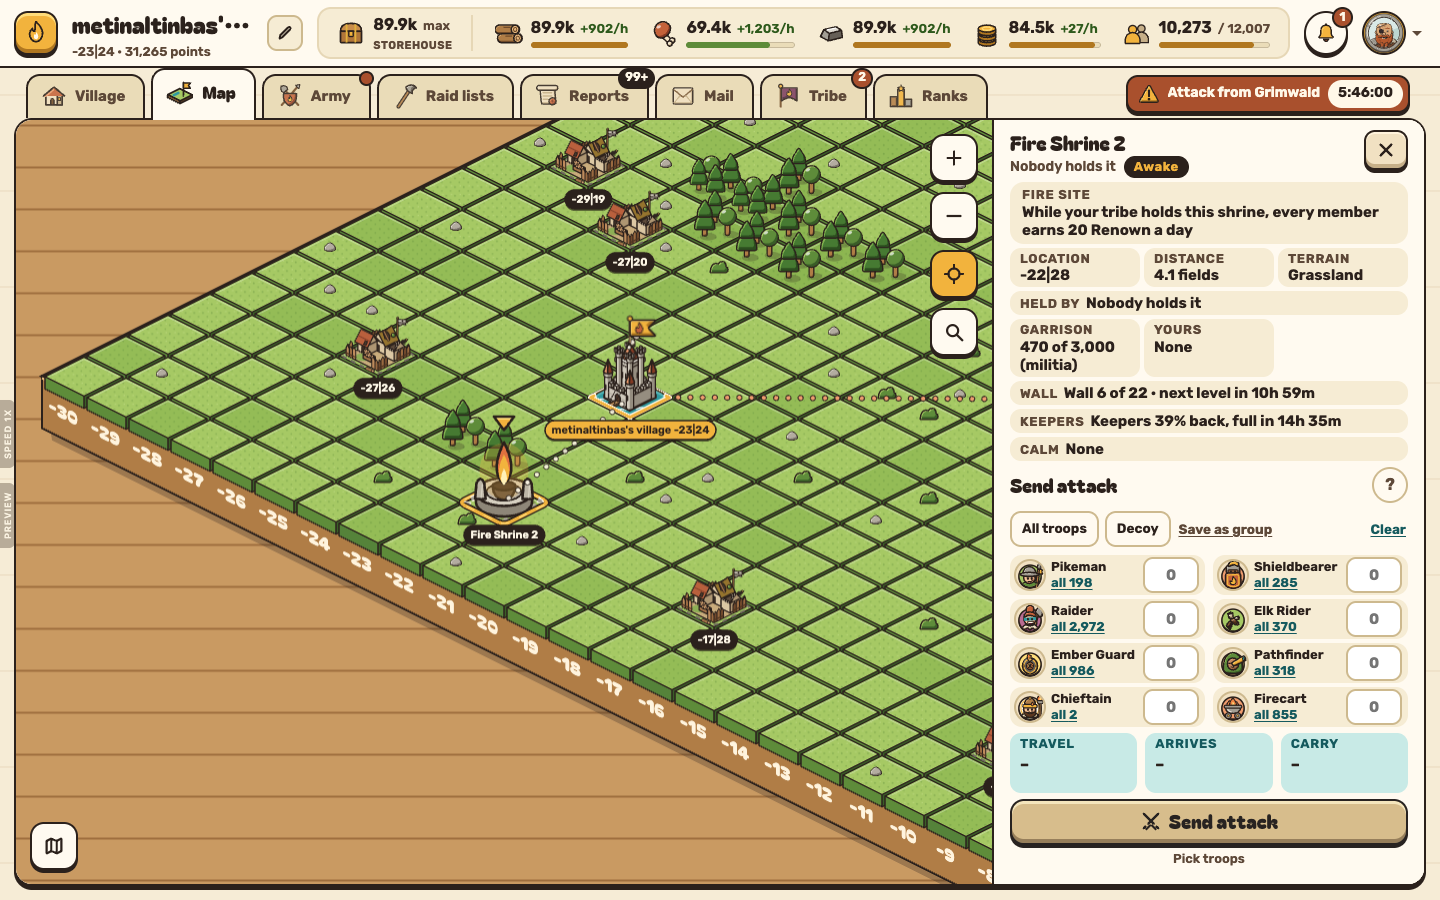 metinaltinbas'...
-23|24 • 31,265 points
89.9k max
STOREHOUSE
89.9k +902/h
69.4k +1,203/h
89.9k +902/h
84.5k +27/h
10,273 / 12,007
1
Village
Map
Army
Raid lists
Reports
99+
Mail
Tribe
2
Ranks
Attack from Grimwald 5:46:00
-29|19
-27|20
-27|26
metinaltinbas's village -23|24
Fire Shrine 2
-17|28
-30
-29
-28
-27
-26
-25
-24
-23
-22
-21
-20
-19
-18
-17
-16
-15
-14
-13
-12
-11
-10
-9
SPEED 1X
PREVIEW
Fire Shrine 2
Nobody holds it Awake
FIRE SITE
While your tribe holds this shrine, every member
earns 20 Renown a day
LOCATION
-22|28
DISTANCE
4.1 fields
TERRAIN
Grassland
HELD BY Nobody holds it
GARRISON
470 of 3,000
(militia)
YOURS
None
WALL Wall 6 of 22 • next level in 10h 59m
KEEPERS Keepers 39% back, full in 14h 35m
CALM None
Send attack
?
All troops
Decoy
Save as group
Clear
Pikeman
all 198
0
Shieldbearer
all 285
0
Raider
all 2,972
0
Elk Rider
all 370
0
Ember Guard
all 986
0
Pathfinder
all 318
0
Chieftain
all 2
0
Firecart
all 855
0
TRAVEL
-
ARRIVES
-
CARRY
-
Send attack
Pick troops